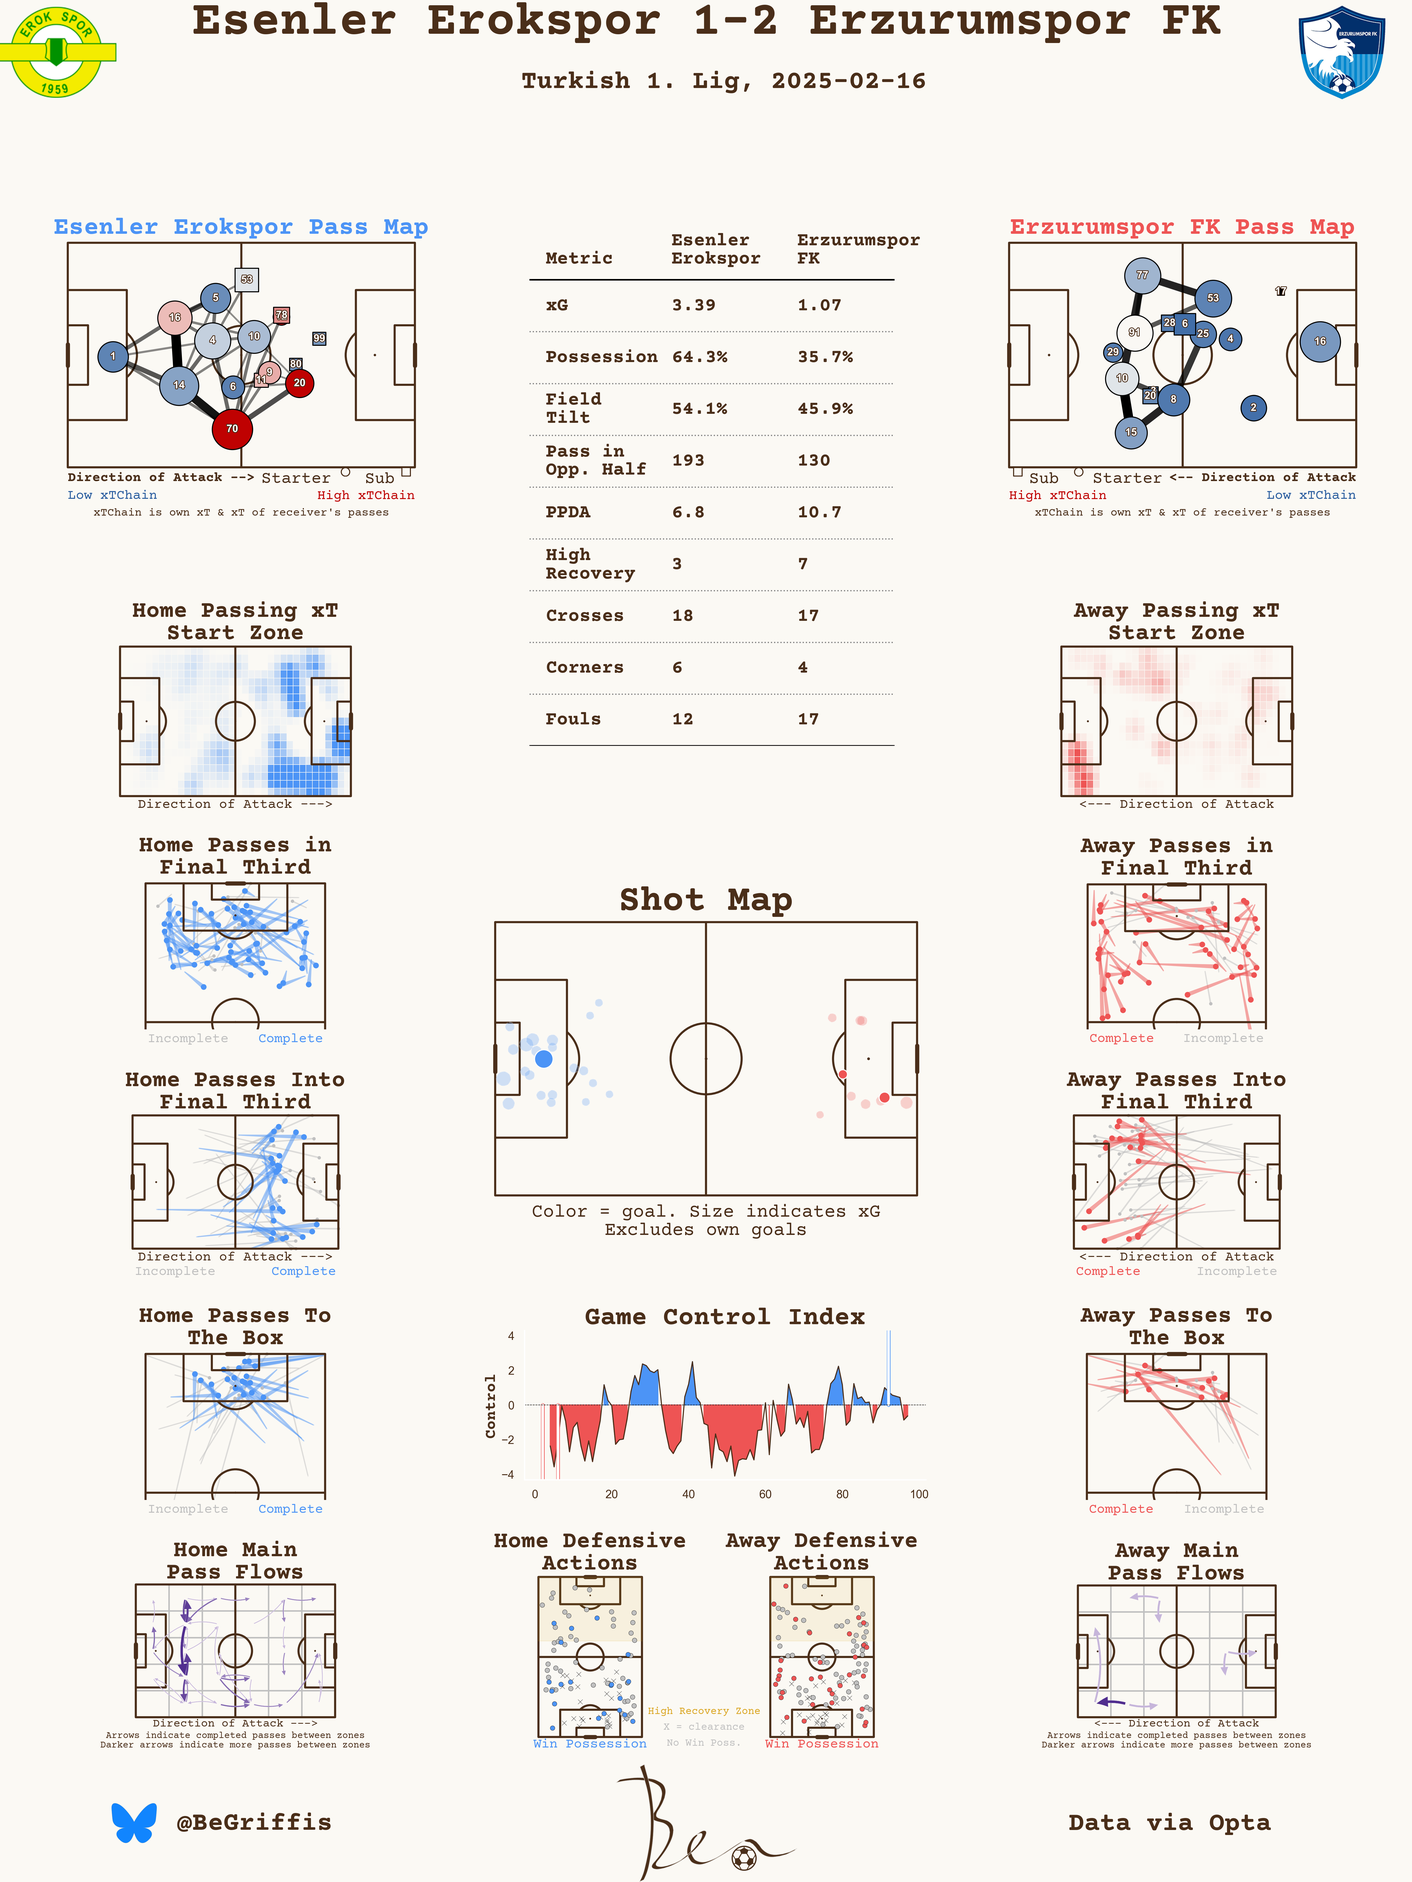 Esenler Erokspor 1-2 Erzurumspor FK
Turkish 1. Lig, 2025-02-16
EROK SPOR
1959
ERZURUMSPOR FK
Esenler Erokspor Pass Map
53
5
78
16
4
10
99
1
80
9
11
14
6
20
70
Direction of Attack --> Starter Sub
Low xTChain High xTChain
xTChain is own xT & xT of receiver's passes
Metric Esenler Erokspor Erzurumspor FK
xG 3.39 1.07
Possession 64.3% 35.7%
Field Tilt 54.1% 45.9%
Pass in Opp. Half 193 130
PPDA 6.8 10.7
High Recovery 3 7
Crosses 18 17
Corners 6 4
Fouls 12 17
Erzurumspor FK Pass Map
77
17
53
28
6
91
25
4
16
29
10
20
8
2
15
Sub Starter <-- Direction of Attack
High xTChain Low xTChain
xTChain is own xT & xT of receiver's passes
Home Passing xT
Start Zone
Direction of Attack --->
Away Passing xT
Start Zone
<--- Direction of Attack
Home Passes in
Final Third
Incomplete Complete
Away Passes in
Final Third
Complete Incomplete
Shot Map
Color = goal. Size indicates xG
Excludes own goals
Home Passes Into
Final Third
Direction of Attack --->
Incomplete Complete
Away Passes Into
Final Third
<--- Direction of Attack
Complete Incomplete
Home Passes To
The Box
Incomplete Complete
Game Control Index
Control
4
2
0
−2
−4
0 20 40 60 80 100
Away Passes To
The Box
Complete Incomplete
Home Main
Pass Flows
Direction of Attack --->
Arrows indicate completed passes between zones
Darker arrows indicate more passes between zones
Home Defensive
Actions
Win Possession
High Recovery Zone
X = clearance
No Win Poss.
Away Defensive
Actions
Win Possession
Away Main
Pass Flows
<--- Direction of Attack
Arrows indicate completed passes between zones
Darker arrows indicate more passes between zones
@BeGriffis
Ben
Data via Opta